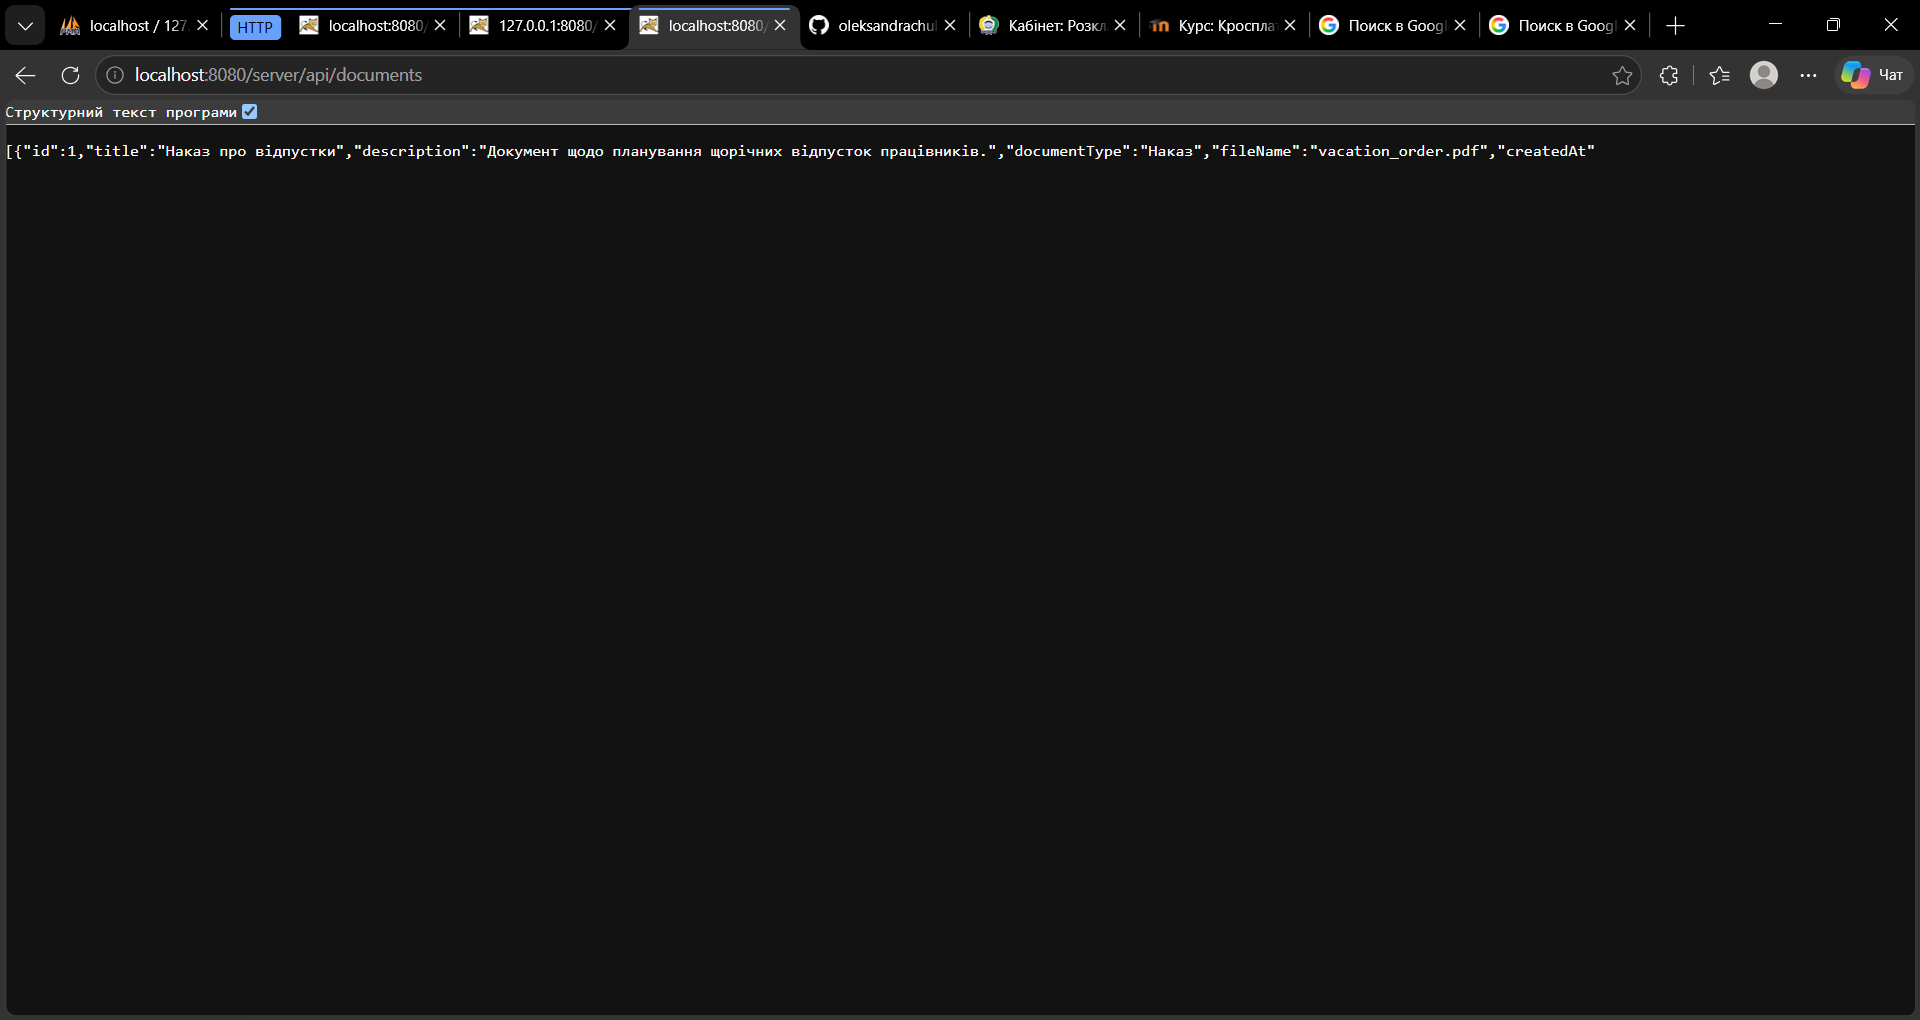 localhost / 127.
HTTP
localhost:8080/
127.0.0.1:8080/
localhost:8080/
oleksandrachu
Кабінет: Розкл
Курс: Кроспла
Поиск в Googl
Поиск в Googl
localhost:8080/server/api/documents
Чат
Структурний текст програми
[{"id":1,"title":"Наказ про відпустки","description":"Документ щодо планування щорічних відпусток працівників.","documentType":"Наказ","fileName":"vacation_order.pdf","createdAt"